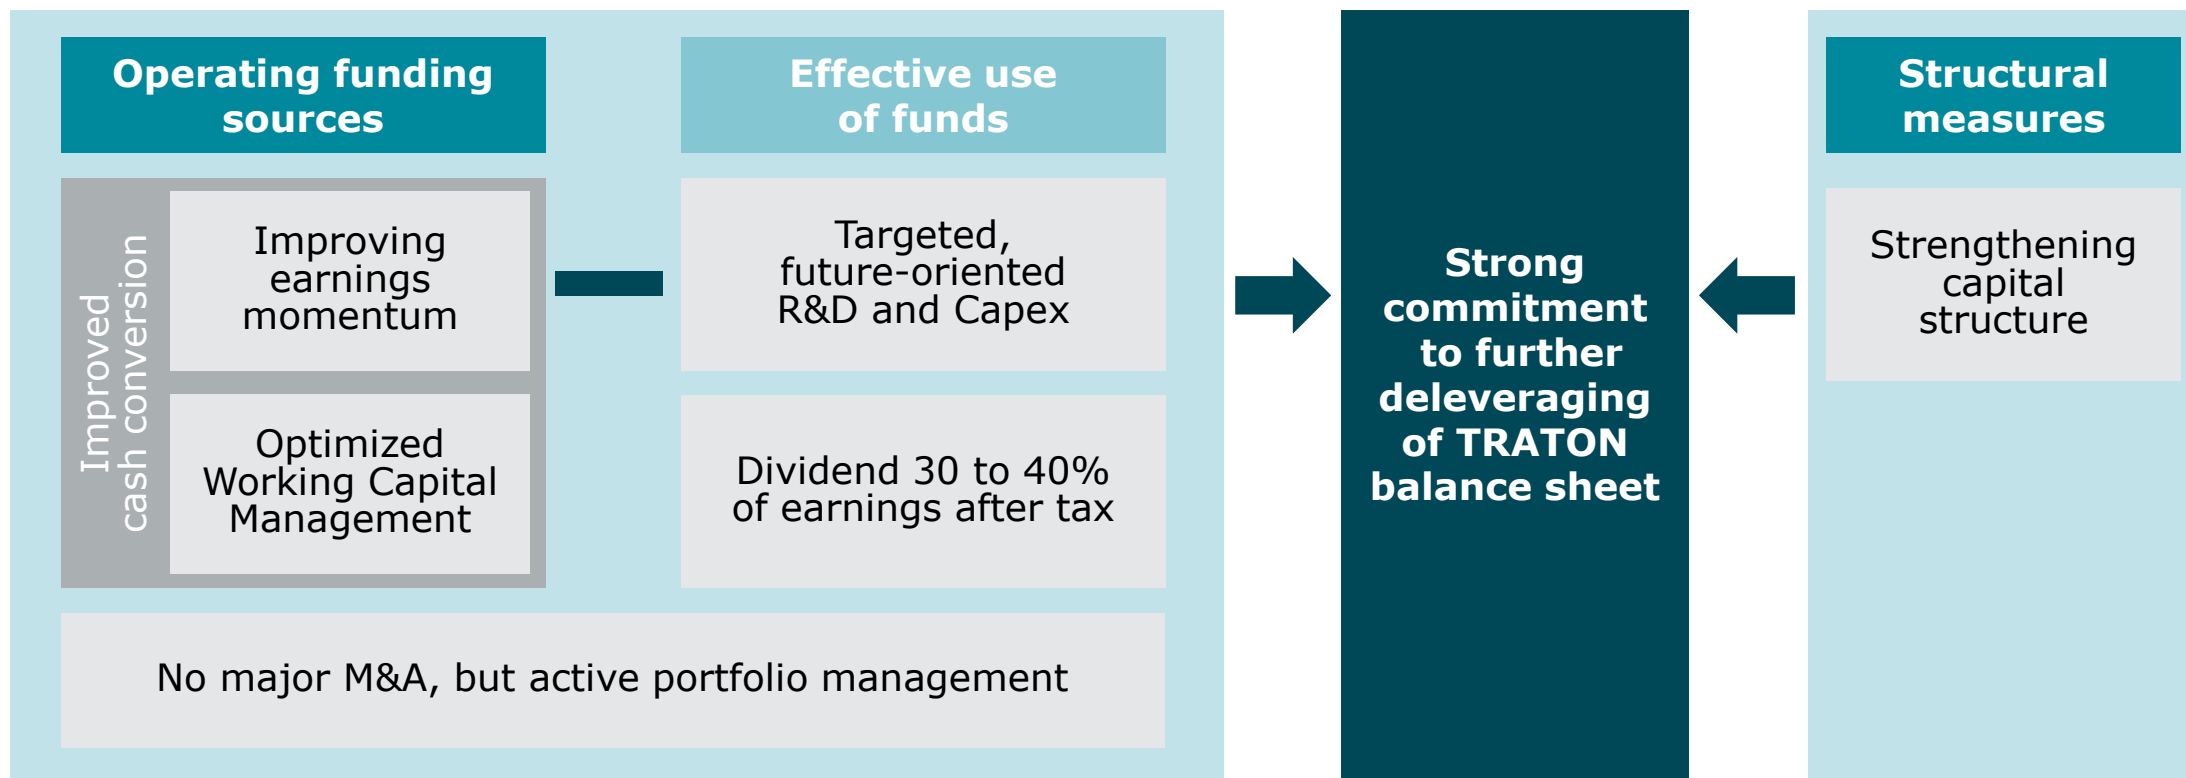 Operating funding
sources
Improved
cash conversion
Improving
earnings
momentum
Optimized
Working Capital
Management
Effective use
of funds
Targeted,
future-oriented
R&D and Capex
Dividend 30 to 40%
of earnings after tax
No major M&A, but active portfolio management
Strong
commitment
to further
deleveraging
of TRATON
balance sheet
Structural
measures
Strengthening
capital
structure